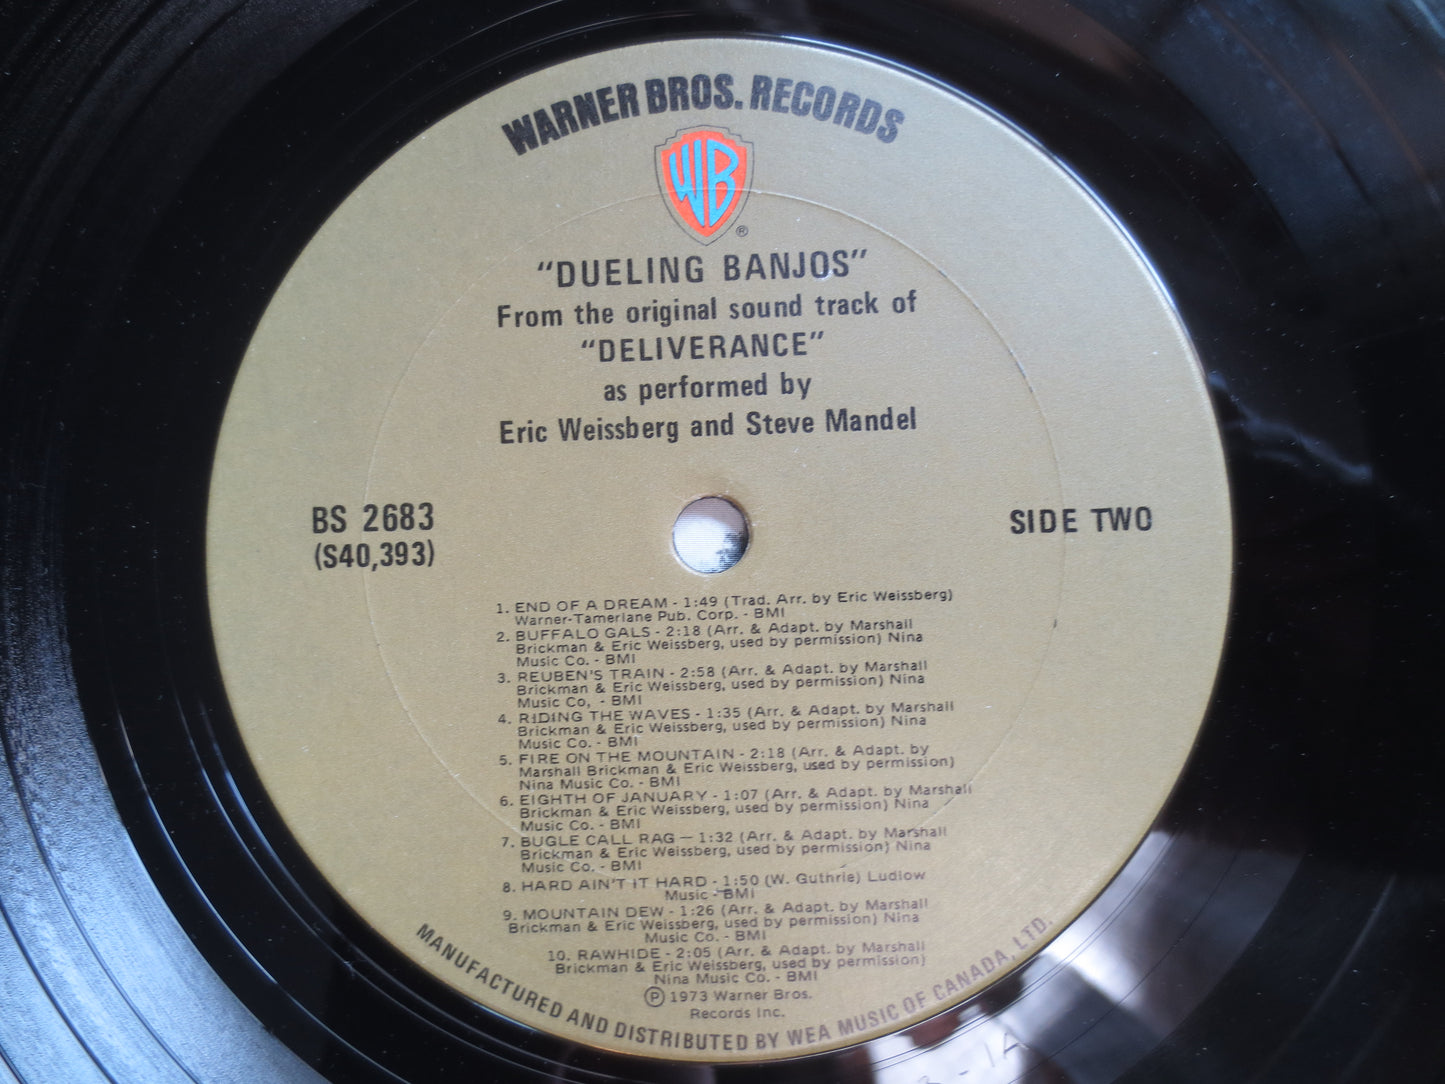 WARNER BROS. RECORDS
WB
®
"DUELING BANJOS"
From the original sound track of
"DELIVERANCE"
as performed by
Eric Weissberg and Steve Mandel
BS 2683
(S40,393)
SIDE TWO
1. END OF A DREAM - 1:49 (Trad. Arr. by Eric Weissberg)
Warner-Tamerlane Pub. Corp. - BMI
2. BUFFALO GALS - 2:18 (Arr. & Adapt. by Marshall
Brickman & Eric Weissberg, used by permission) Nina
Music Co. - BMI
3. REUBEN'S TRAIN - 2:58 (Arr. & Adapt. by Marshall
Brickman & Eric Weissberg, used by permission) Nina
Music Co, - BMI
4. RIDING THE WAVES - 1:35 (Arr. & Adapt. by Marshall
Brickman & Eric Weissberg, used by permission) Nina
Music Co. - BMI
5. FIRE ON THE MOUNTAIN - 2:18 (Arr. & Adapt. by
Marshall Brickman & Eric Weissberg, used by permission)
Nina Music Co. - BMI
6. EIGHTH OF JANUARY - 1:07 (Arr. & Adapt. by Marshall
Brickman & Eric Weissberg, used by permission) Nina
Music Co. - BMI
7. BUGLE CALL RAG — 1:32 (Arr. & Adapt. by Marshall
Brickman & Eric Weissberg, used by permission) Nina
Music Co. - BMI
8. HARD AIN'T IT HARD - 1:50 (W. Guthrie) Ludlow
Music - BMI
9. MOUNTAIN DEW - 1:26 (Arr. & Adapt. by Marshall
Brickman & Eric Weissberg, used by permission) Nina
Music Co. - BMI
10. RAWHIDE - 2:05 (Arr. & Adapt. by Marshall
Brickman & Eric Weissberg, used by permission)
Nina Music Co. - BMI
℗ 1973 Warner Bros.
Records Inc.
MANUFACTURED AND DISTRIBUTED BY WEA MUSIC OF CANADA, LTD.
- 1A